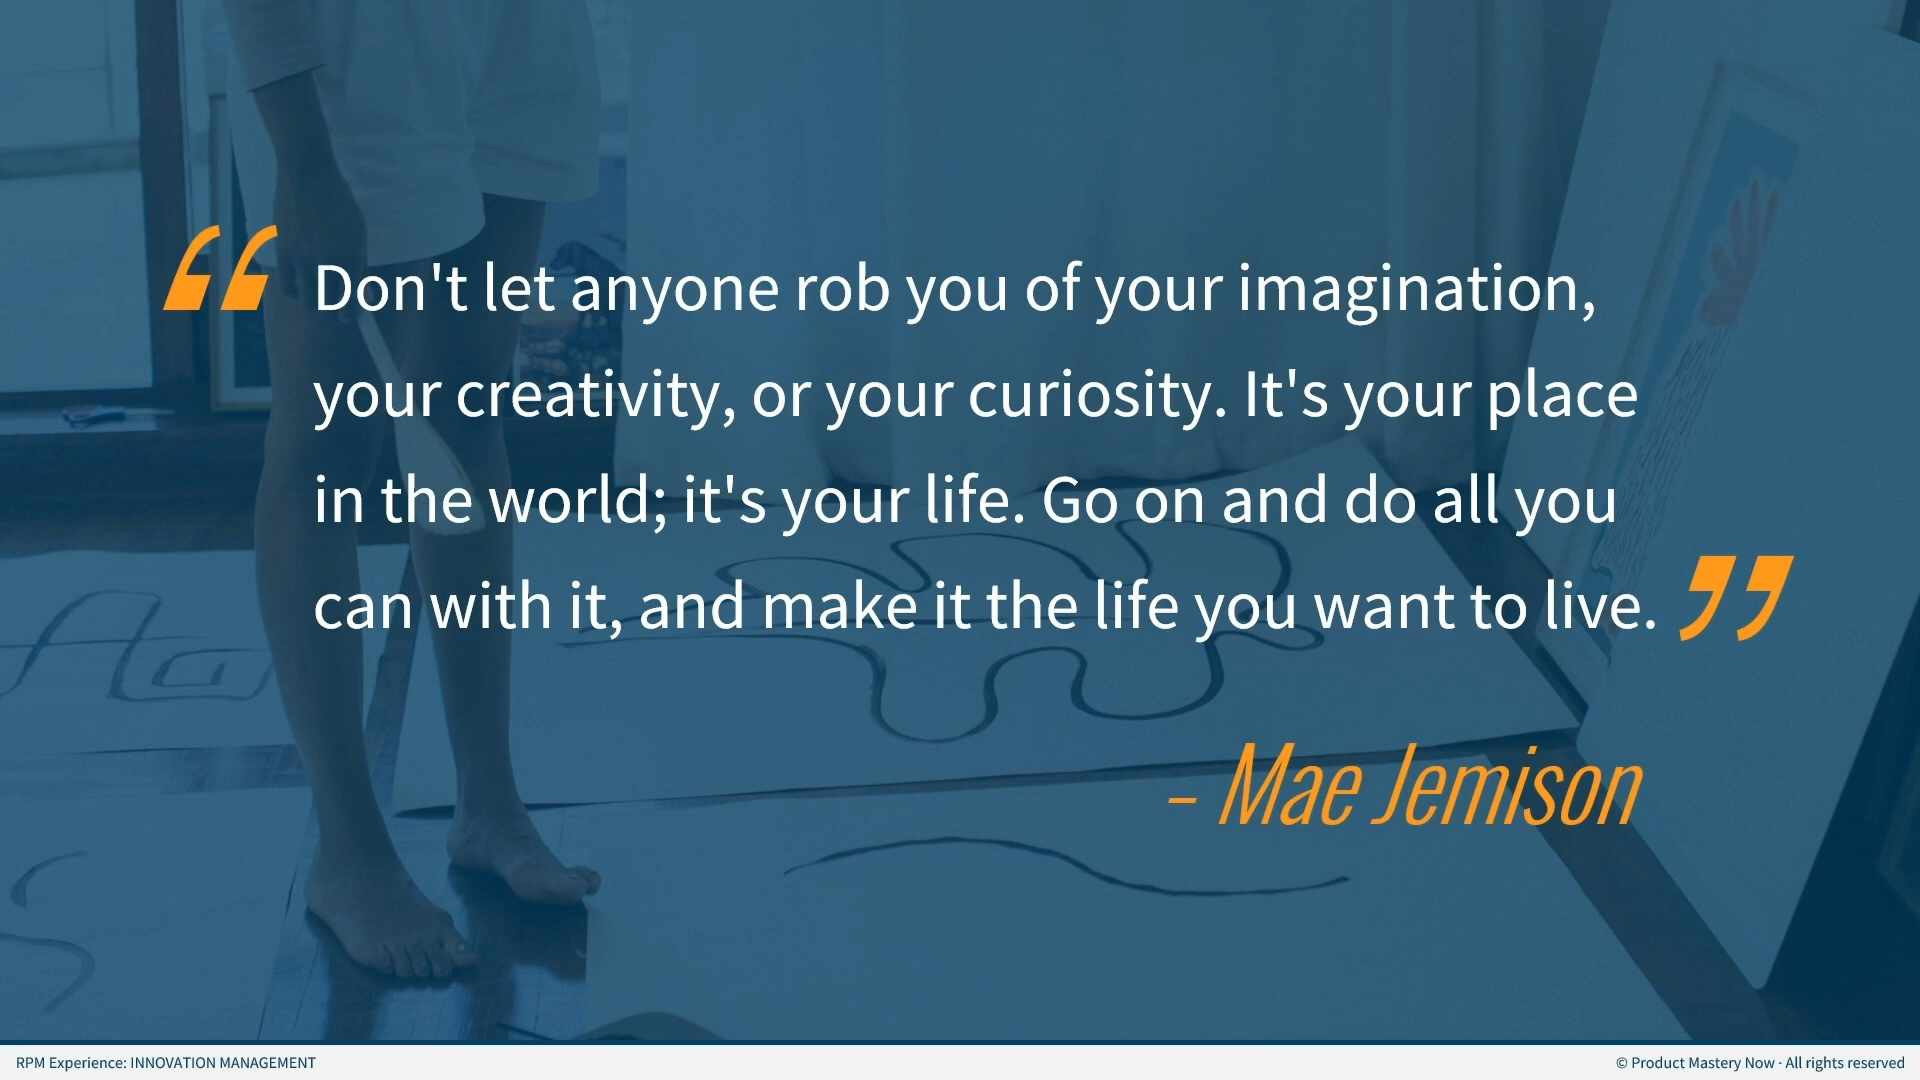 “ Don't let anyone rob you of your imagination,
your creativity, or your curiosity. It's your place
in the world; it's your life. Go on and do all you
can with it, and make it the life you want to live. ”
– Mae Jemison
RPM Experience: INNOVATION MANAGEMENT
© Product Mastery Now · All rights reserved